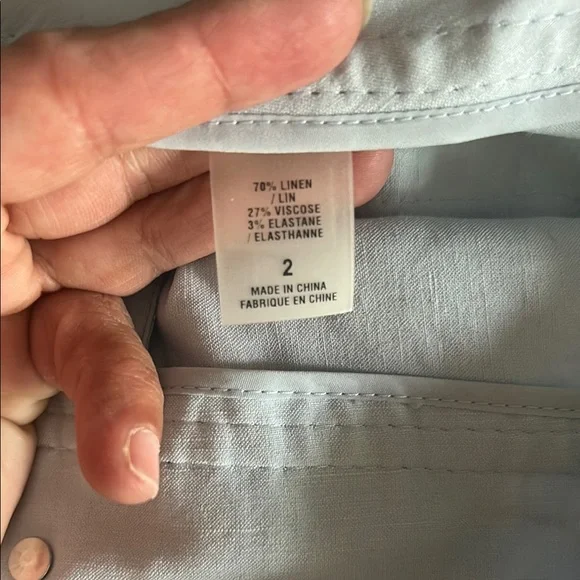 70% LINEN
/ LIN
27% VISCOSE
3% ELASTANE
/ ELASTHANNE
2
MADE IN CHINA
FABRIQUE EN CHINE